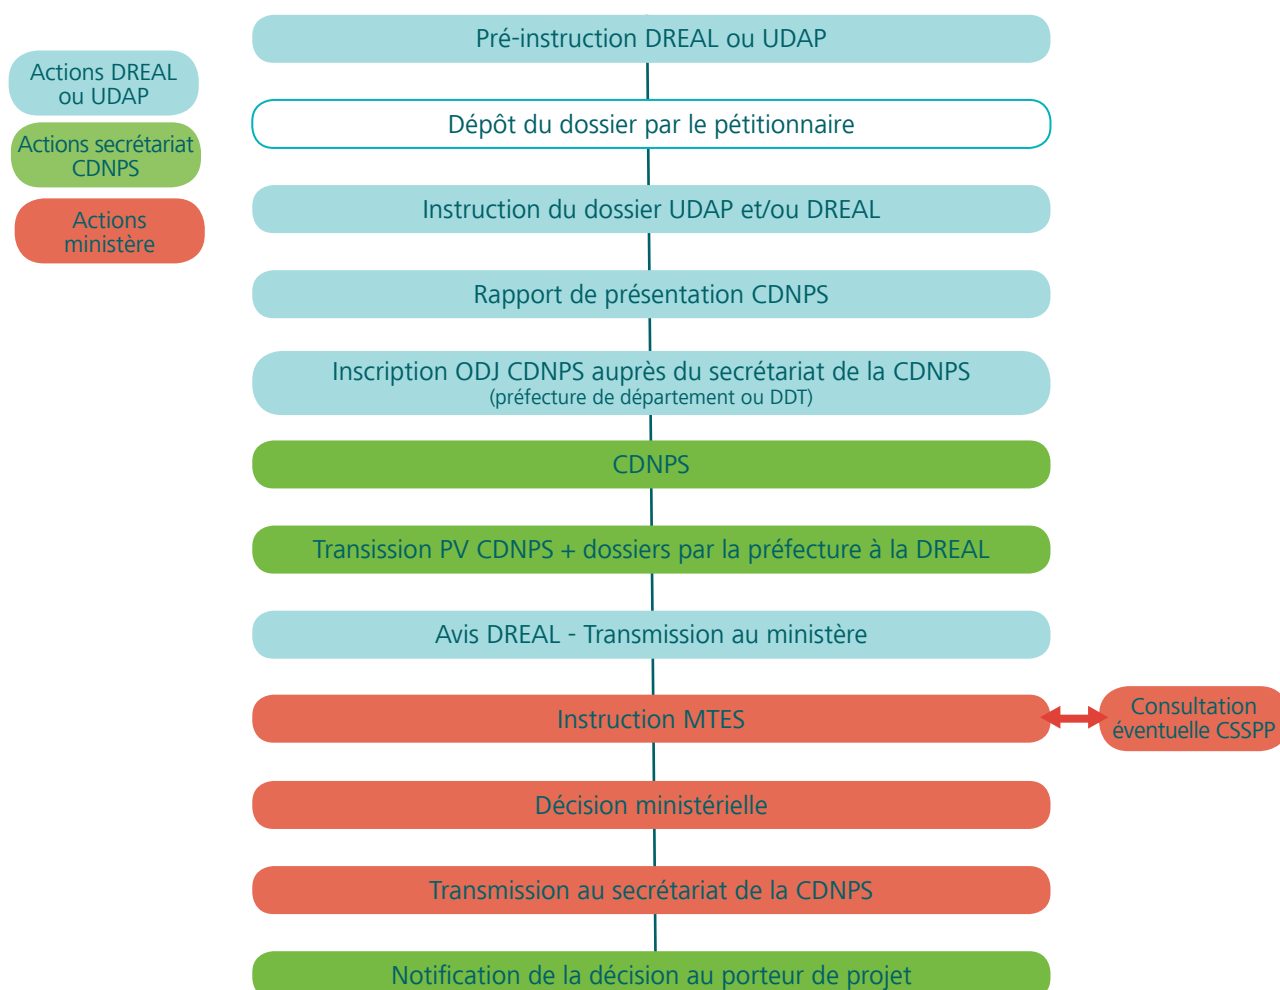 Actions DREAL
ou UDAP
Actions secrétariat
CDNPS
Actions
ministère
Pré-instruction DREAL ou UDAP
Dépôt du dossier par le pétitionnaire
Instruction du dossier UDAP et/ou DREAL
Rapport de présentation CDNPS
Inscription ODJ CDNPS auprès du secrétariat de la CDNPS
(préfecture de département ou DDT)
CDNPS
Transission PV CDNPS + dossiers par la préfecture à la DREAL
Avis DREAL - Transmission au ministère
Instruction MTES
Consultation
éventuelle CSSPP
Décision ministérielle
Transmission au secrétariat de la CDNPS
Notification de la décision au porteur de projet